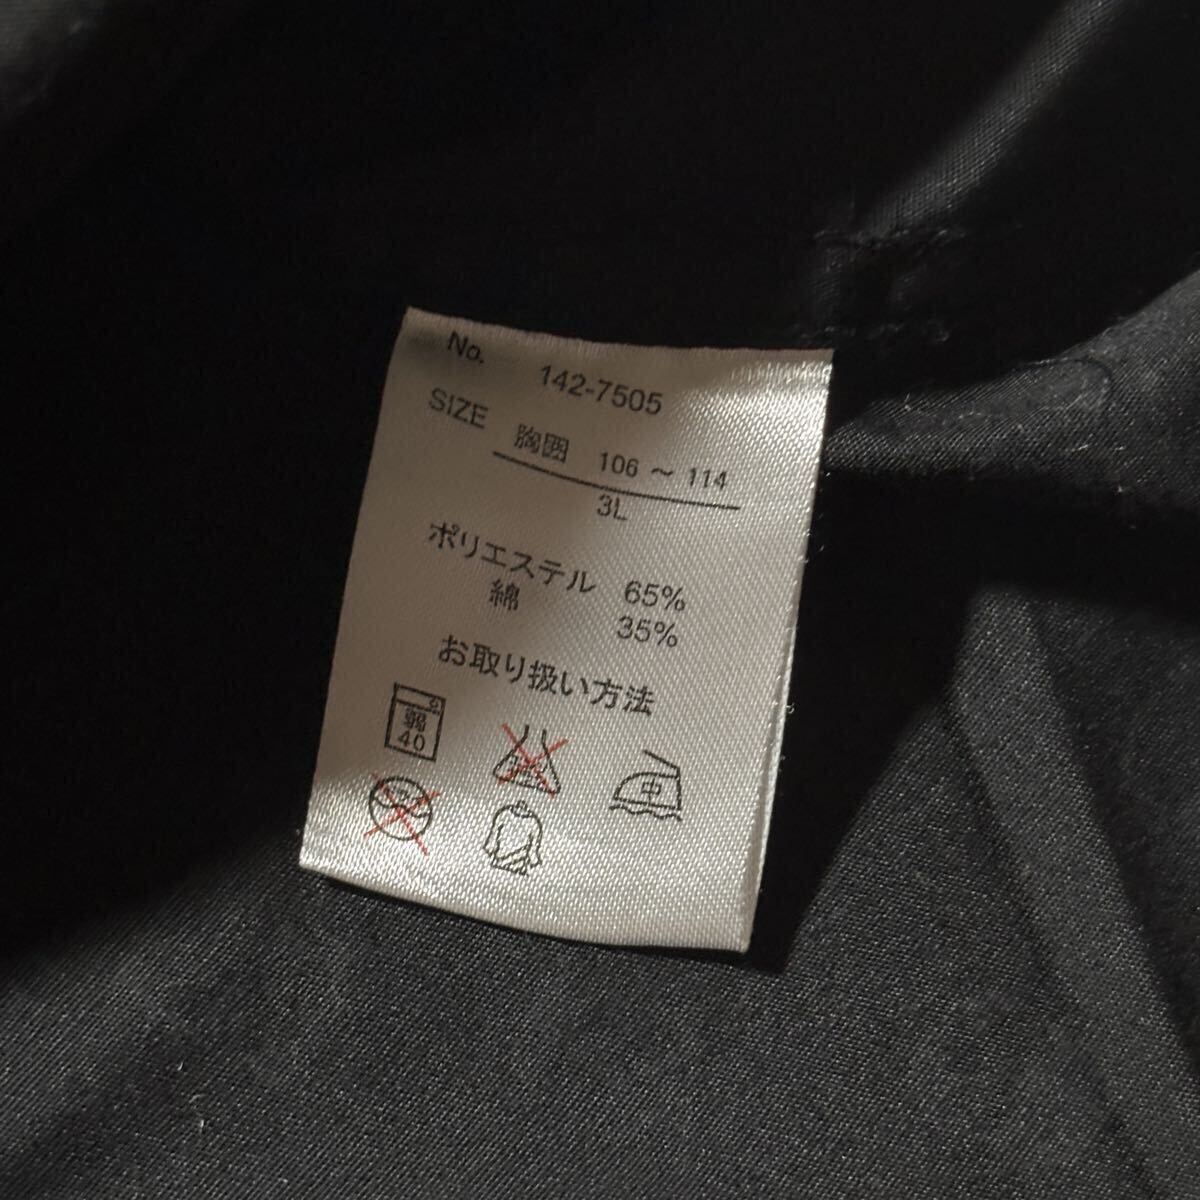 No. 142-7505
SIZE 胸囲 106 ~ 114
3L
ポリエステル 65%
綿 35%
お取り扱い方法
弱
40
中